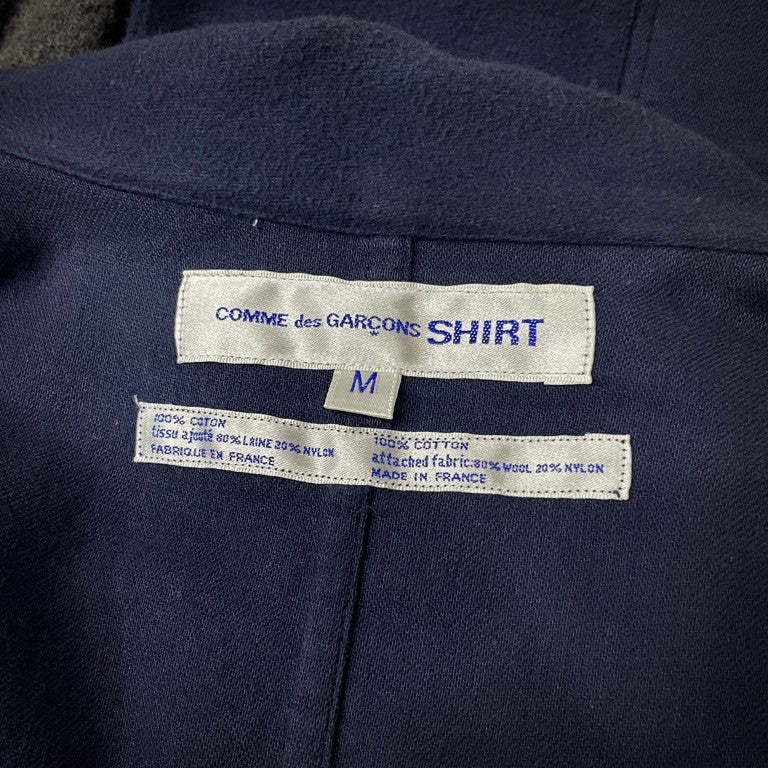 COMME des GARÇONS SHIRT
M
100% COTON
tissu ajouté 80% LAINE 20% NYLON
FABRIQUE EN FRANCE
100% COTTON
attached fabric: 80% WOOL 20% NYLON
MADE IN FRANCE